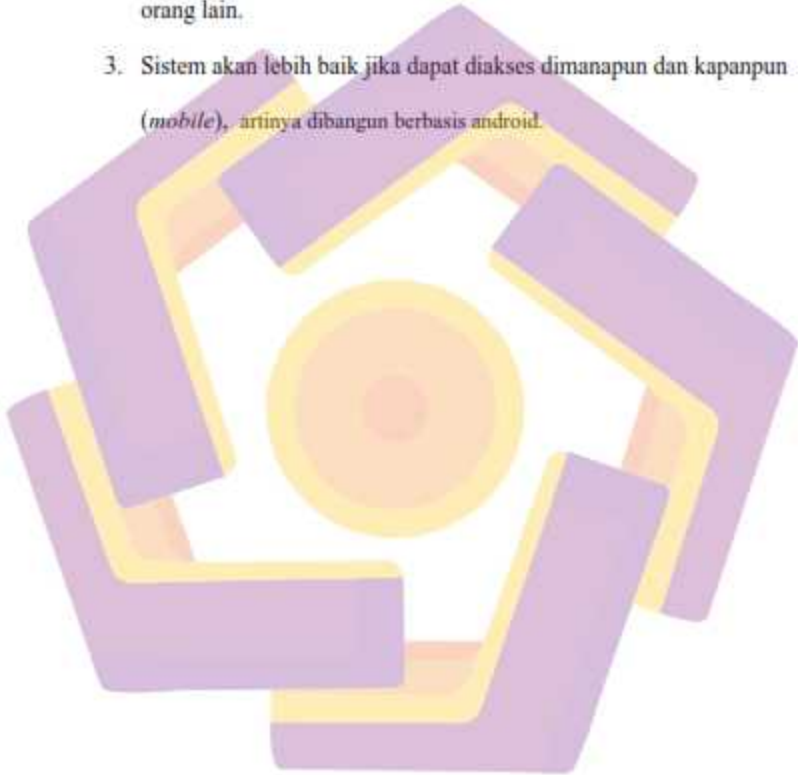 orang lain.
3. Sistem akan lebih baik jika dapat diakses dimanapun dan kapanpun
(mobile), artinya dibangun berbasis android.